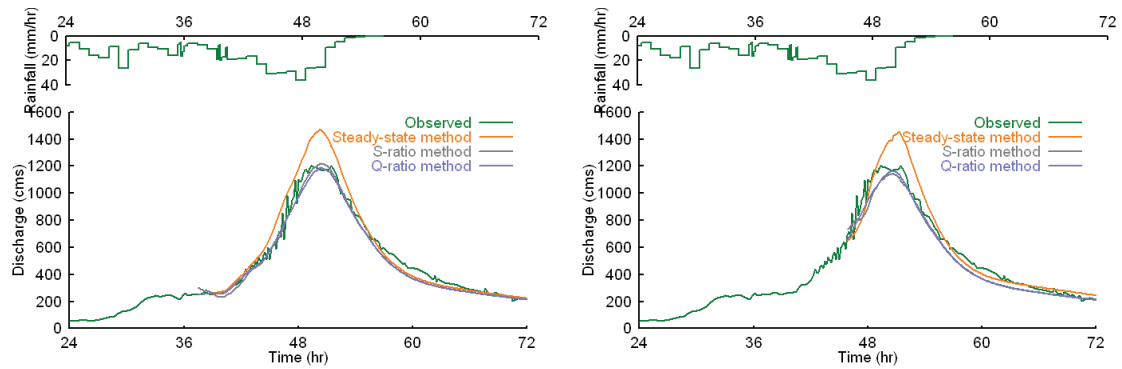 24 36 48 60 72
Rainfall (mm/hr)
0
20
40
1600
1400
1200
1000
800
600
400
200
0
Discharge (cms)
Observed
Steady-state method
S-ratio method
Q-ratio method
24 36 48 60 72
Time (hr)
24 36 48 60 72
Rainfall (mm/hr)
0
20
40
1600
1400
1200
1000
800
600
400
200
0
Discharge (cms)
Observed
Steady-state method
S-ratio method
Q-ratio method
24 36 48 60 72
Time (hr)